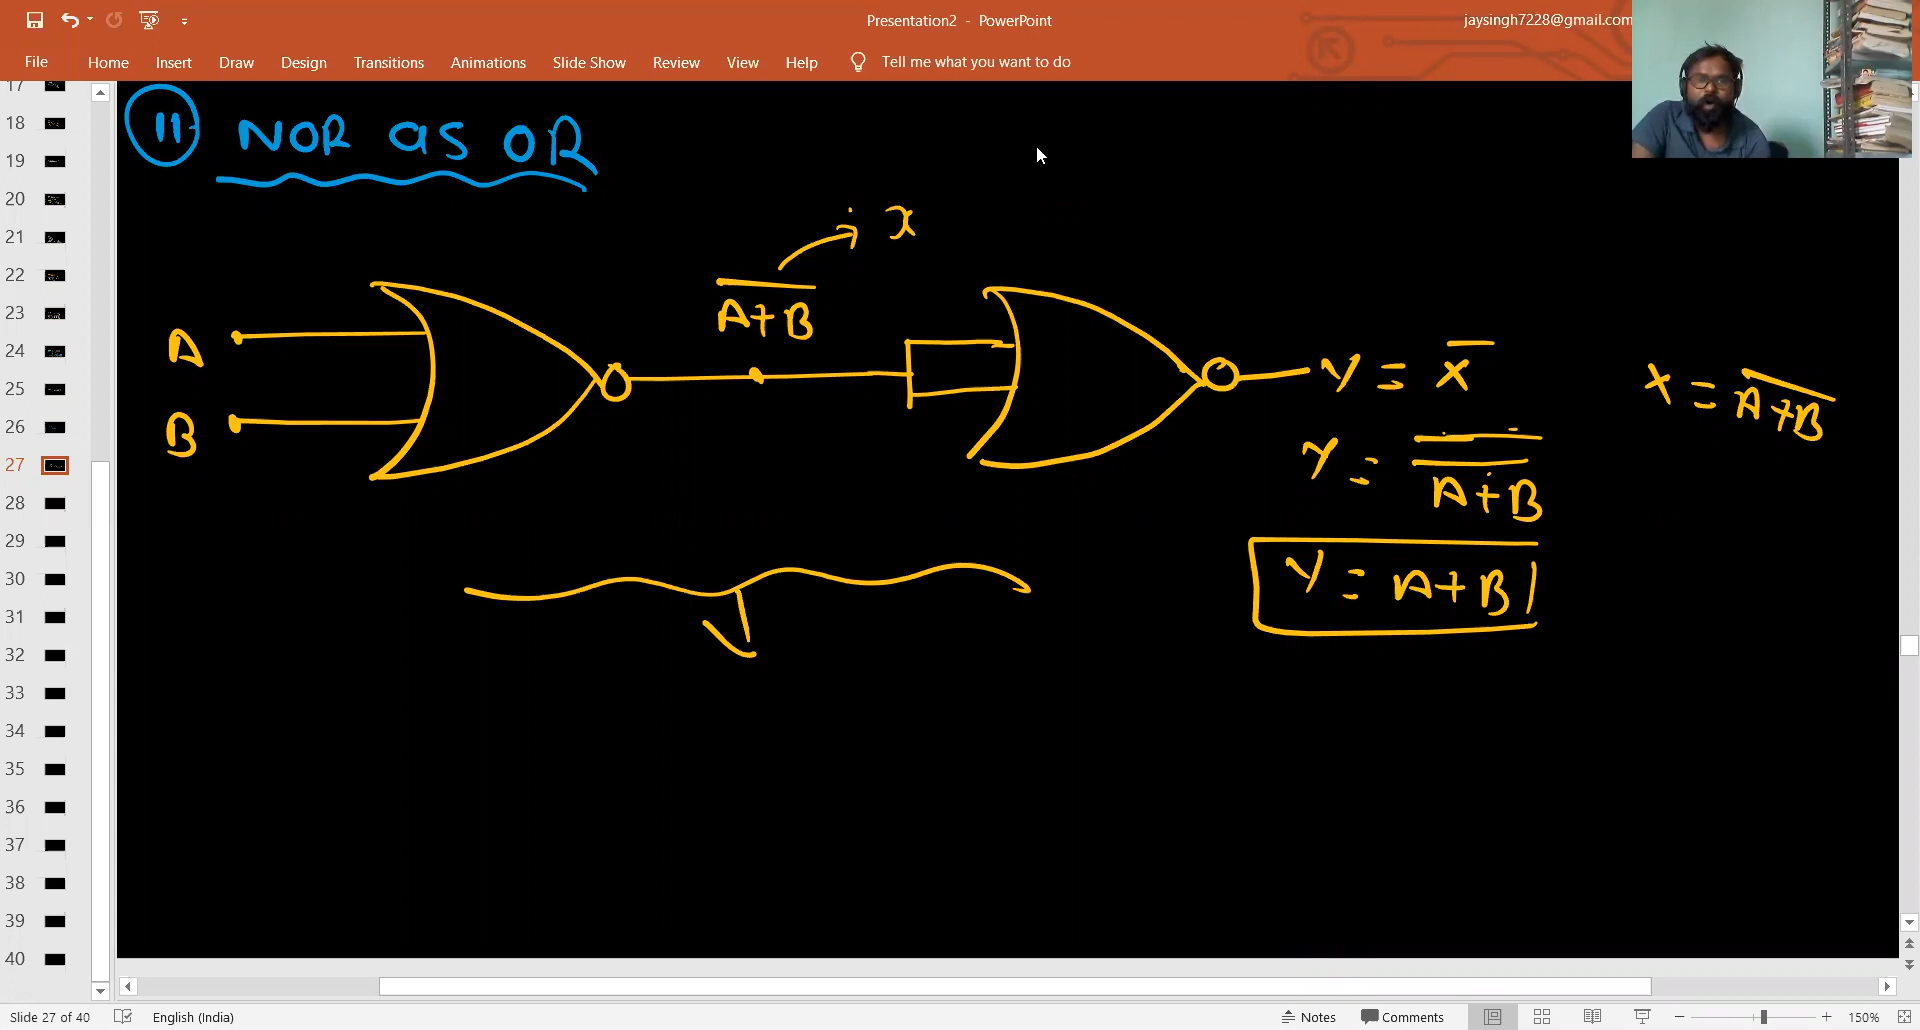 Presentation2 - PowerPoint
jaysingh7228@gmail.com
File Home Insert Draw Design Transitions Animations Slide Show Review View Help Tell me what you want to do
17
18
19
20
21
22
23
24
25
26
27
28
29
30
31
32
33
34
35
36
37
38
39
40
11 NOR as OR
x
A̅+̅B̅
A
B
Y = X̅
X = A̅+̅B̅
Y = A̿+̿B̿
Y = A+B
Slide 27 of 40 English (India) Notes Comments 150%